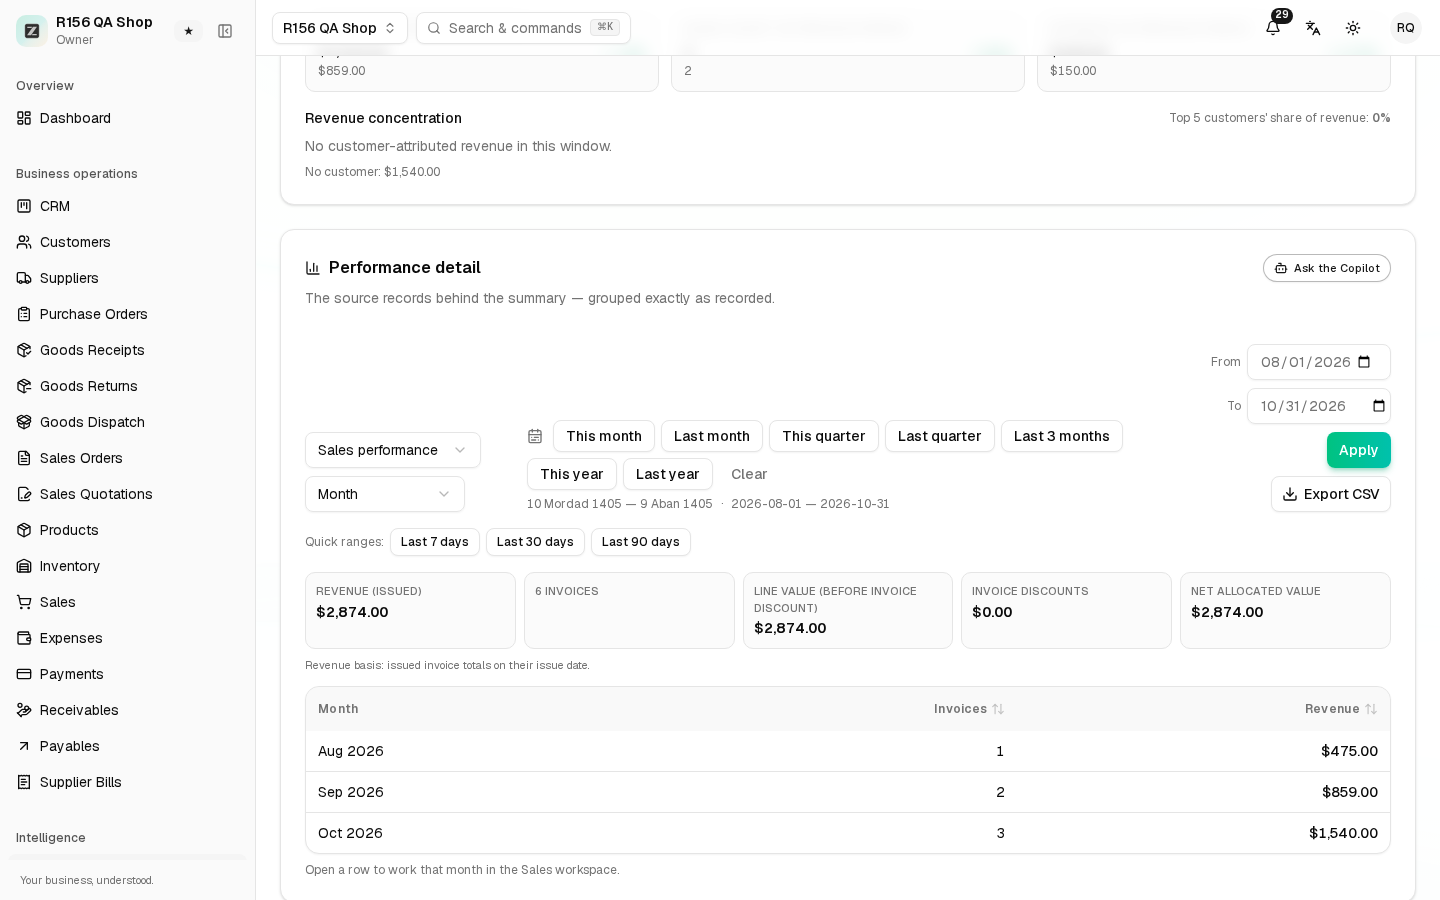 R156 QA Shop
Owner
★
Overview
Dashboard
Business operations
CRM
Customers
Suppliers
Purchase Orders
Goods Receipts
Goods Returns
Goods Dispatch
Sales Orders
Sales Quotations
Products
Inventory
Sales
Expenses
Payments
Receivables
Payables
Supplier Bills
Intelligence
Your business, understood.
R156 QA Shop
Search & commands ⌘K
29
RQ
$859.00
2
$150.00
Revenue concentration
Top 5 customers' share of revenue: 0%
No customer-attributed revenue in this window.
No customer: $1,540.00
Performance detail
Ask the Copilot
The source records behind the summary — grouped exactly as recorded.
From 08/01/2026
To 10/31/2026
Sales performance
Month
This month Last month This quarter Last quarter Last 3 months
This year Last year Clear
10 Mordad 1405 — 9 Aban 1405 · 2026-08-01 — 2026-10-31
Apply
Export CSV
Quick ranges: Last 7 days Last 30 days Last 90 days
REVENUE (ISSUED)
$2,874.00
6 INVOICES
LINE VALUE (BEFORE INVOICE
DISCOUNT)
$2,874.00
INVOICE DISCOUNTS
$0.00
NET ALLOCATED VALUE
$2,874.00
Revenue basis: issued invoice totals on their issue date.
Month Invoices Revenue
Aug 2026 1 $475.00
Sep 2026 2 $859.00
Oct 2026 3 $1,540.00
Open a row to work that month in the Sales workspace.